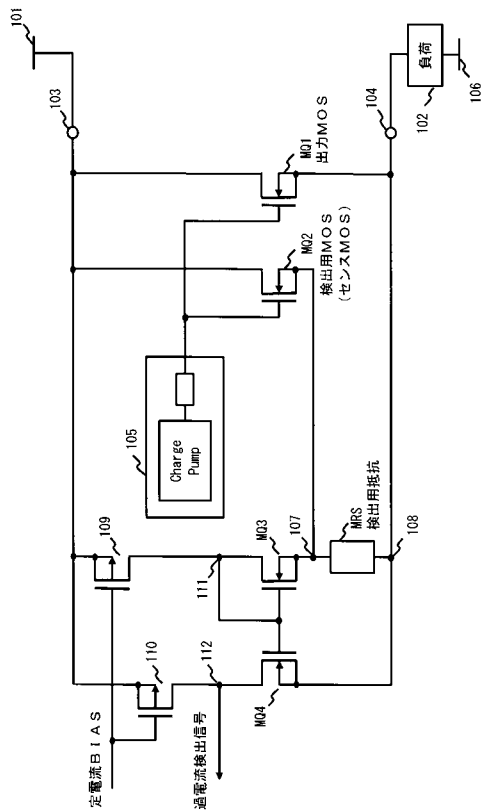 101
103
104
負荷
102
106
MQ1
出力MOS
MQ2
検出用MOS
(センスMOS)
105
Charge
Pump
109
111
MQ3
107
MRS
検出用抵抗
108
110
112
MQ4
定電流BIAS
過電流検出信号